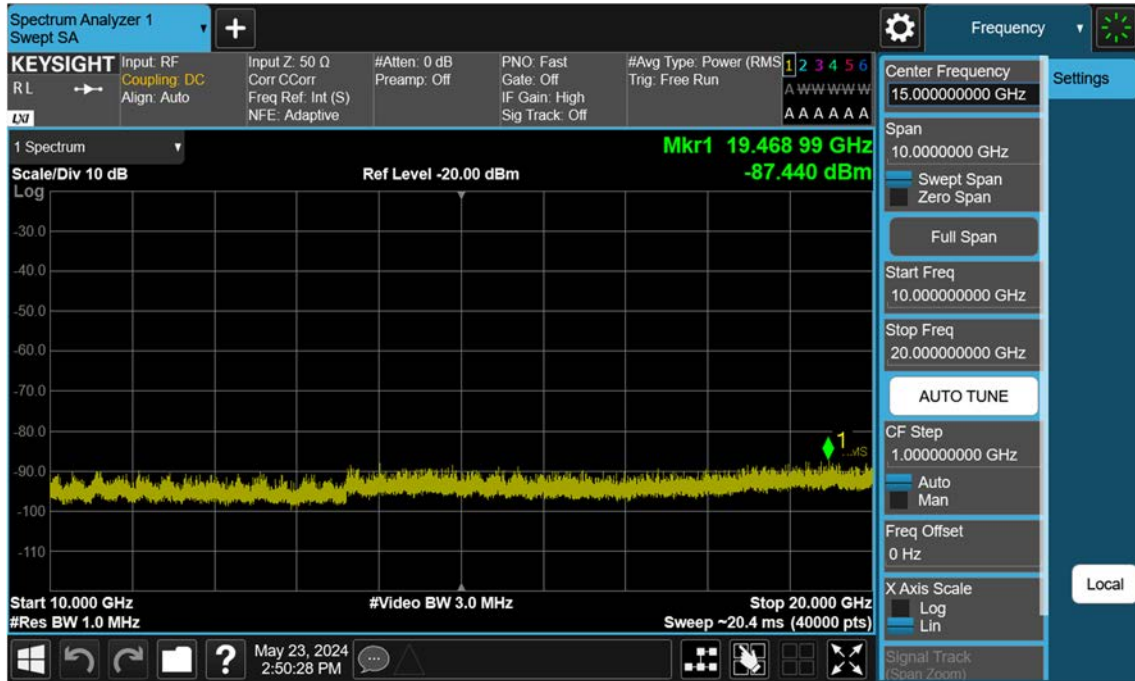 Spectrum Analyzer 1
Swept SA
+
Frequency
KEYSIGHT
RL
LXI
Input: RF
Coupling: DC
Align: Auto
Input Z: 50 Ω
Corr CCorr
Freq Ref: Int (S)
NFE: Adaptive
#Atten: 0 dB
Preamp: Off
PNO: Fast
Gate: Off
IF Gain: High
Sig Track: Off
#Avg Type: Power (RMS
Trig: Free Run
1 2 3 4 5 6
A W W W W W
A A A A A A
1 Spectrum
Scale/Div 10 dB
Ref Level -20.00 dBm
Mkr1 19.468 99 GHz
-87.440 dBm
Log
-30.0
-40.0
-50.0
-60.0
-70.0
-80.0
-90.0
-100
-110
1
Start 10.000 GHz
#Video BW 3.0 MHz
Stop 20.000 GHz
#Res BW 1.0 MHz
Sweep ~20.4 ms (40000 pts)
Center Frequency
15.000000000 GHz
Settings
Span
10.0000000 GHz
Swept Span
Zero Span
Full Span
Start Freq
10.000000000 GHz
Stop Freq
20.000000000 GHz
AUTO TUNE
CF Step
1.000000000 GHz
Auto
Man
Freq Offset
0 Hz
X Axis Scale
Log
Lin
Signal Track
(Span Zoom)
Local
?
May 23, 2024
2:50:28 PM